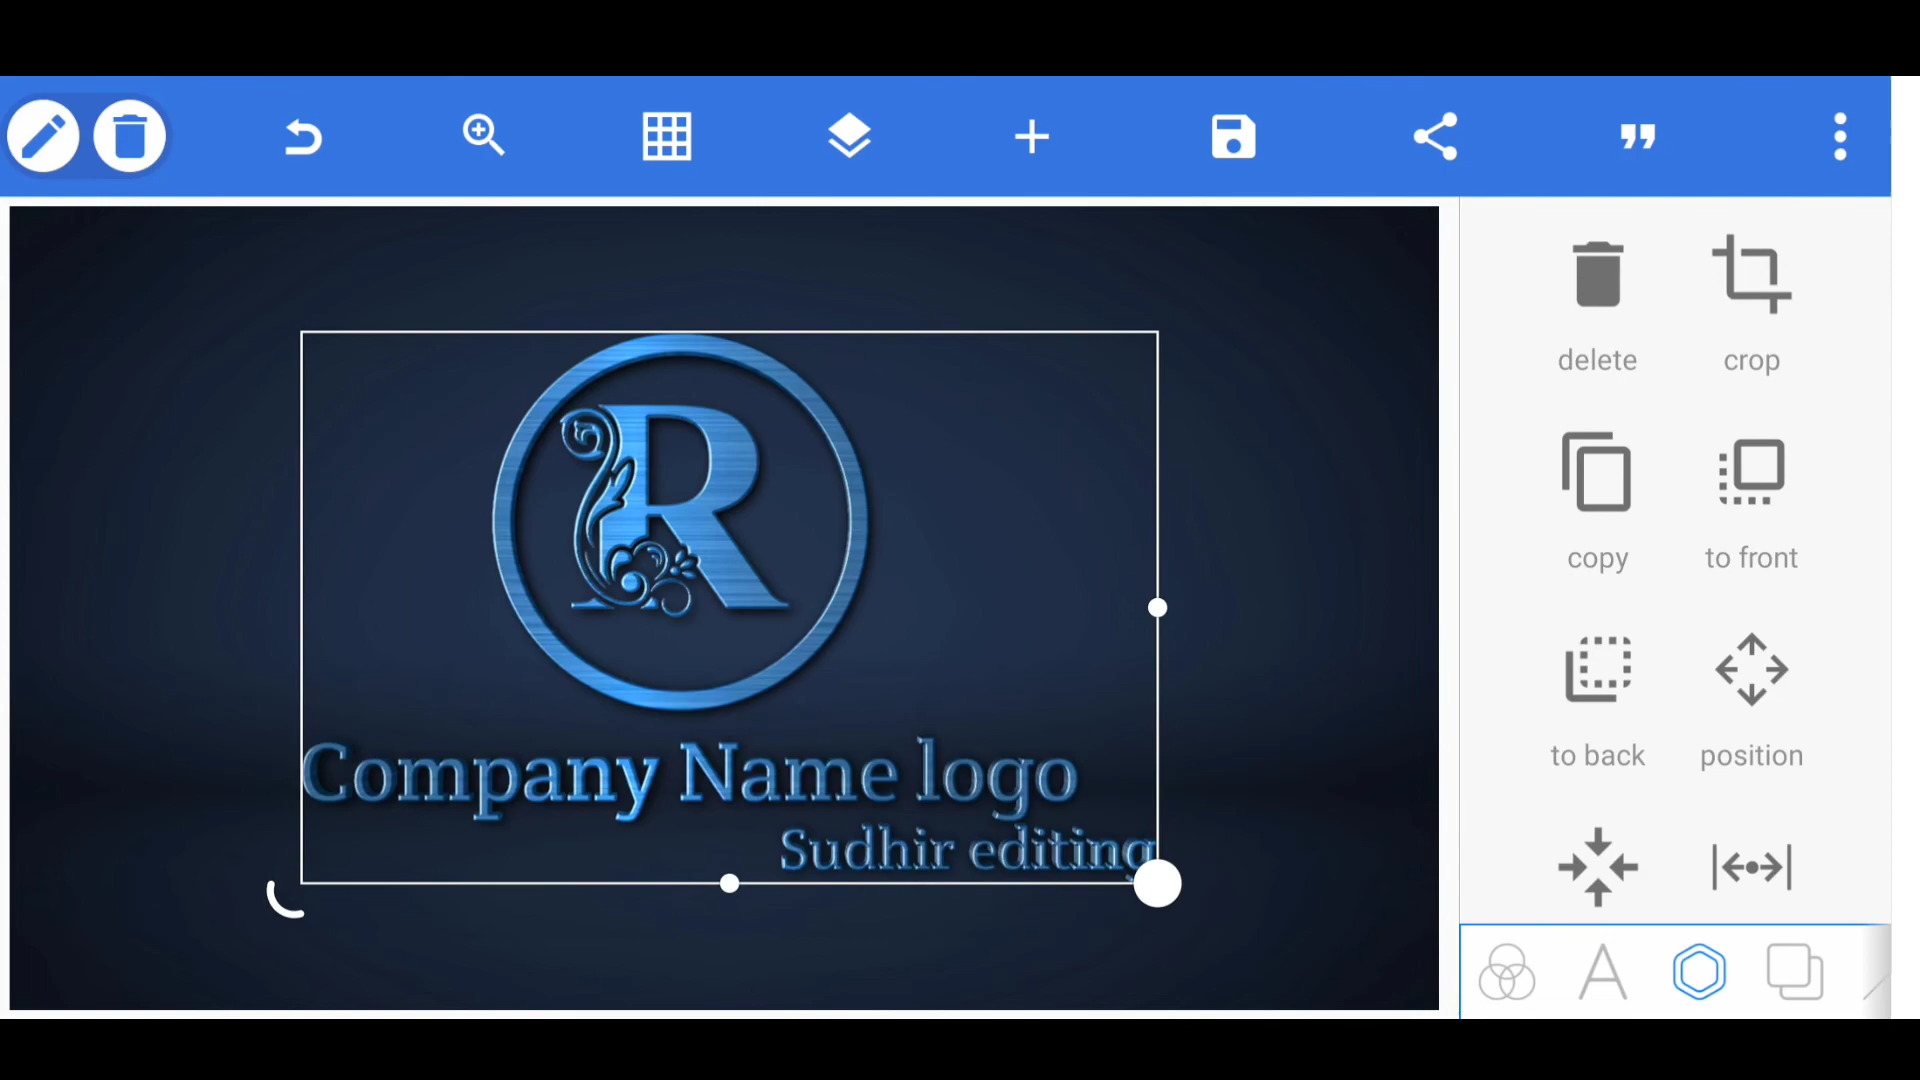 delete
crop
R
copy
to front
to back
position
Company Name logo
Sudhir editing